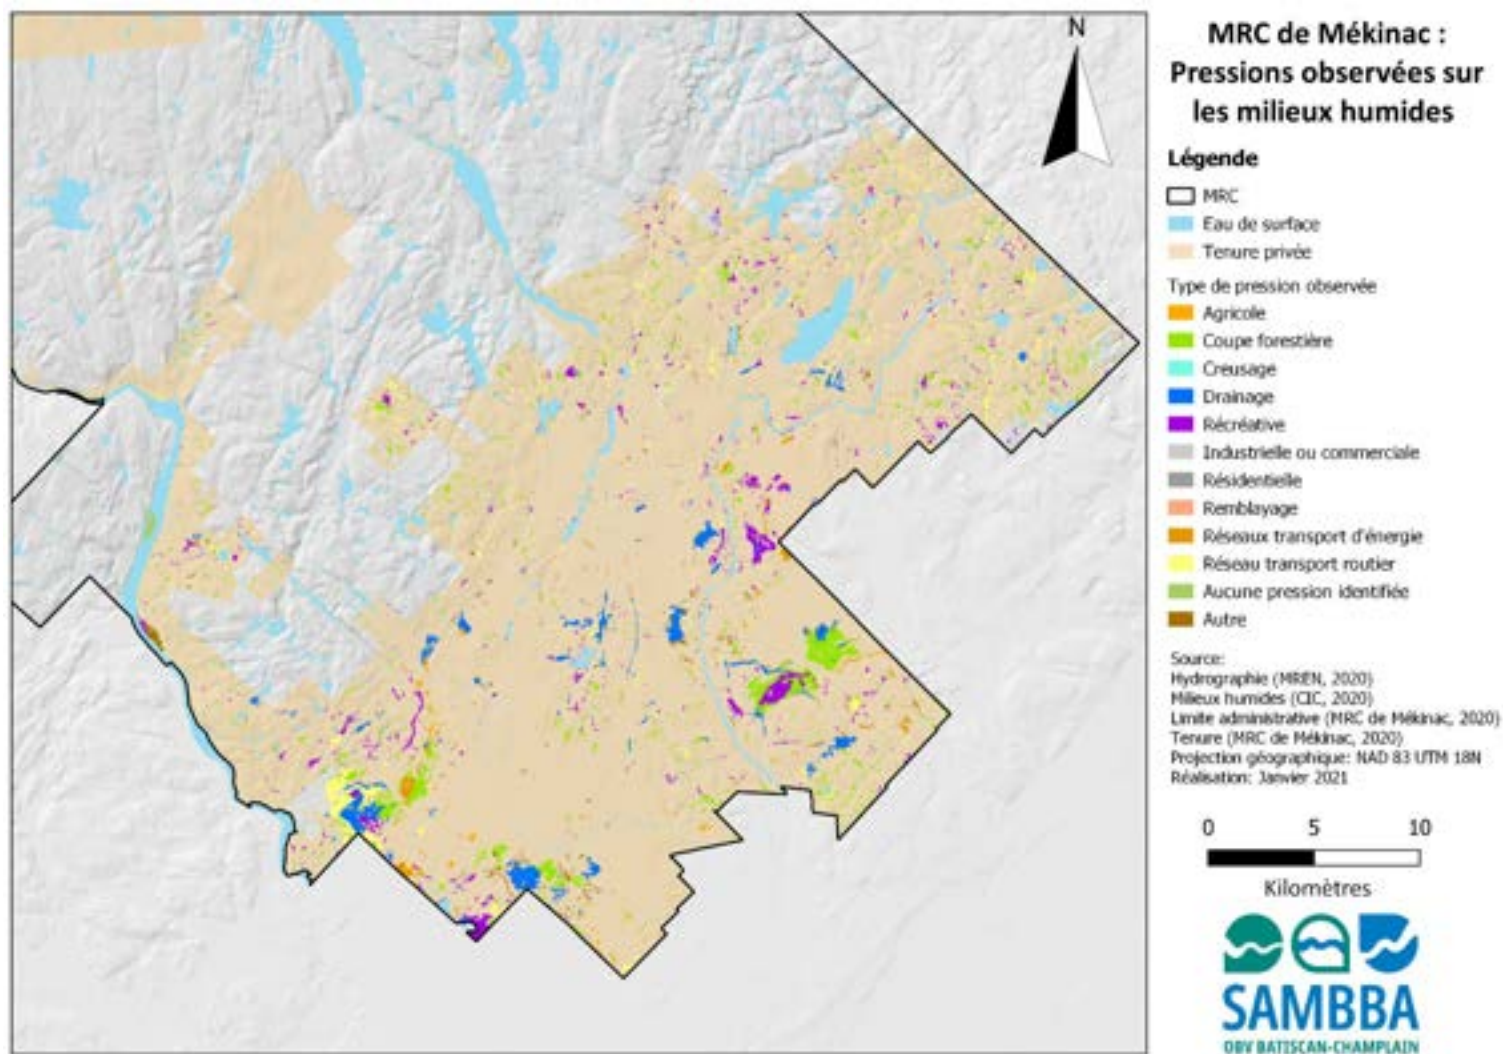 N
MRC de Mékinac :
Pressions observées sur
les milieux humides
Légende
MRC
Eau de surface
Tenure privée
Type de pression observée
Agricole
Coupe forestière
Creusage
Drainage
Récréative
Industrielle ou commerciale
Résidentielle
Remblayage
Réseaux transport d'énergie
Réseau transport routier
Aucune pression identifiée
Autre
Source:
Hydrographie (MREN, 2020)
Milieux humides (CIC, 2020)
Limite administrative (MRC de Mékinac, 2020)
Tenure (MRC de Mékinac, 2020)
Projection géographique: NAD 83 UTM 18N
Réalisation: Janvier 2021
0 5 10
Kilomètres
SAMBBA
OBV BATISCAN-CHAMPLAIN